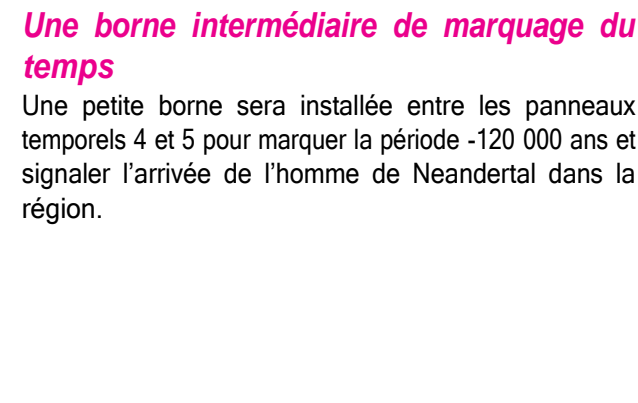 Une borne intermédiaire de marquage du
temps
Une petite borne sera installée entre les panneaux
temporels 4 et 5 pour marquer la période -120 000 ans et
signaler l’arrivée de l’homme de Neandertal dans la
région.